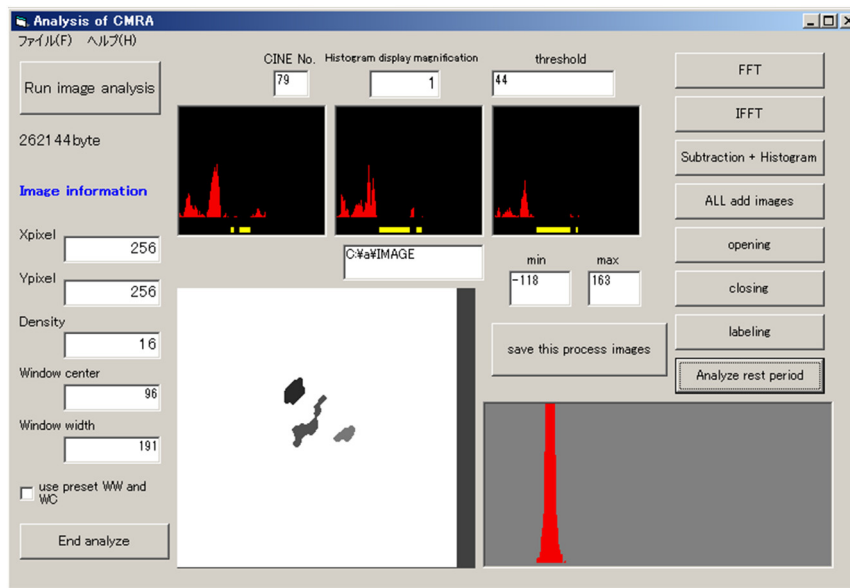 Analysis of CMRA
ファイル(F) ヘルプ(H)
CINE No. Histogram display magnification threshold
79 1 44
Run image analysis
262144byte
Image information
Xpixel
256
Ypixel
256
Density
16
Window center
96
Window width
191
use preset WW and
WC
End analyze
C:¥a¥IMAGE
min max
-118 163
save this process images
FFT
IFFT
Subtraction + Histogram
ALL add images
opening
closing
labeling
Analyze rest period